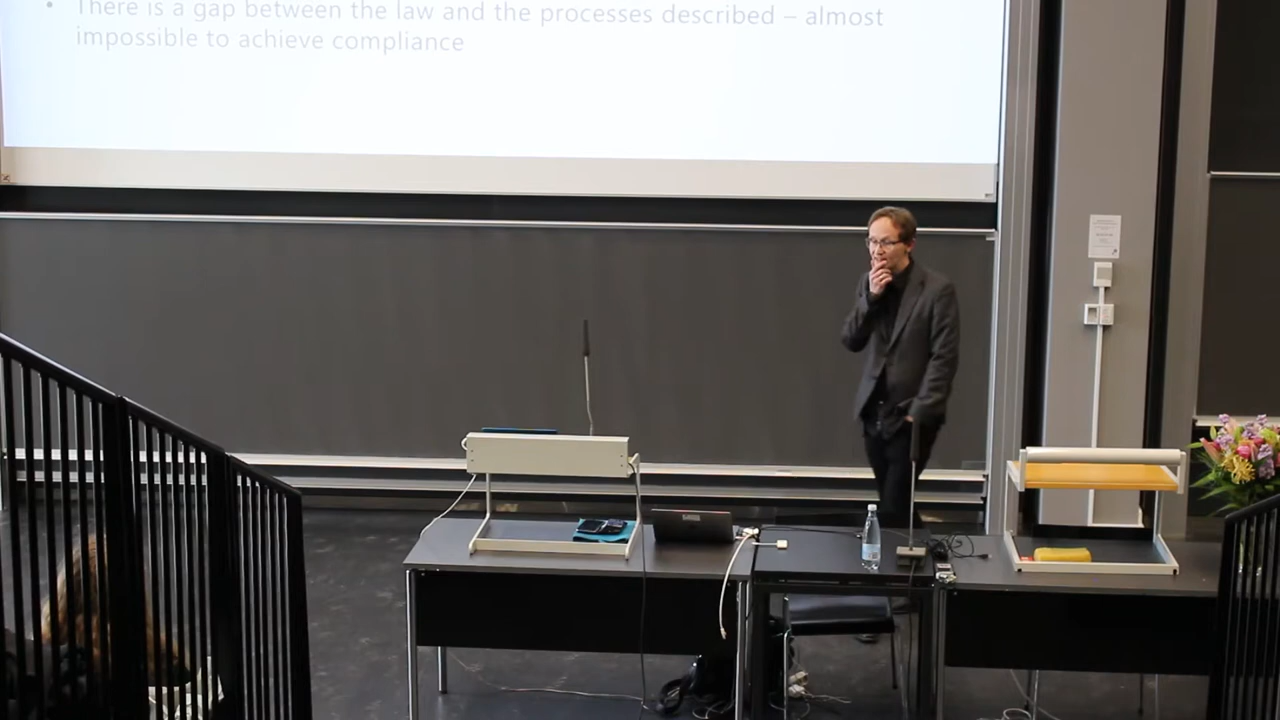 • There is a gap between the law and the processes described – almost
impossible to achieve compliance